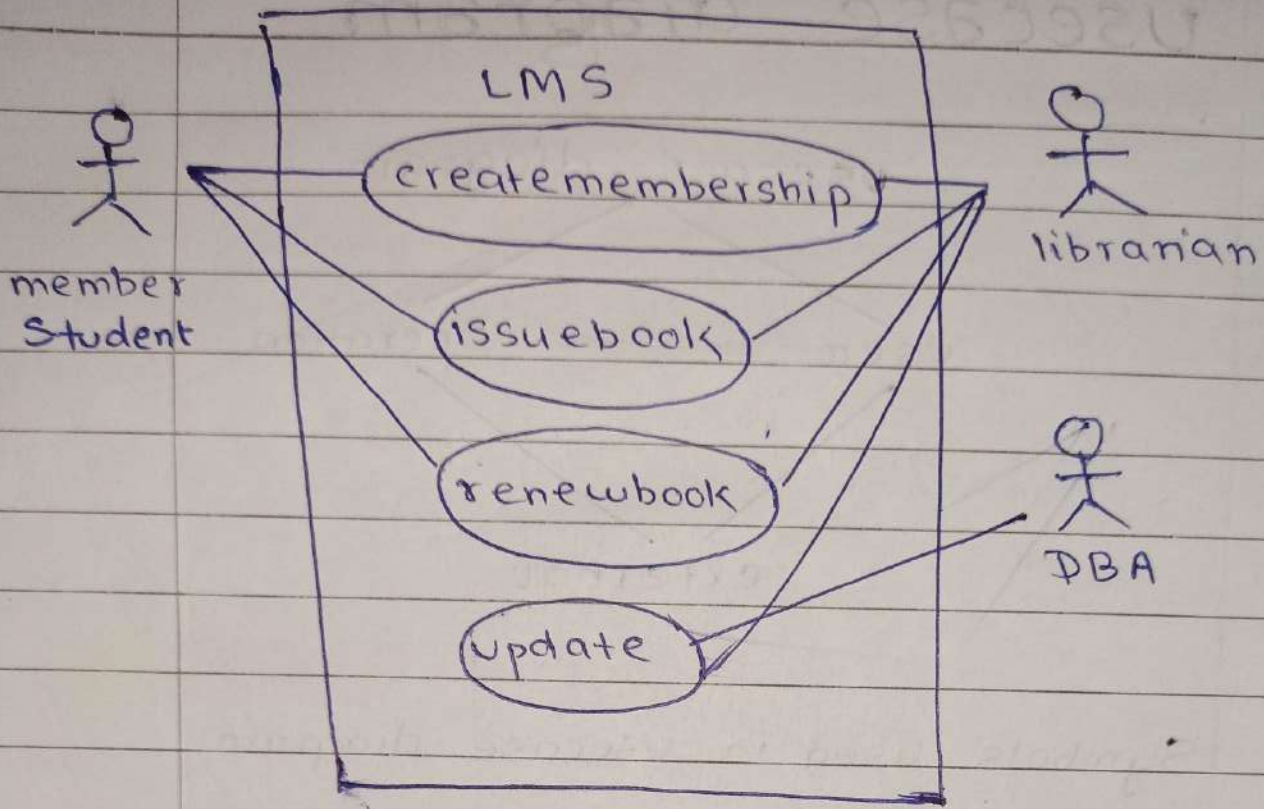 LMS
createmembership
librarian
member
Student
issuebook
renewbook
DBA
update